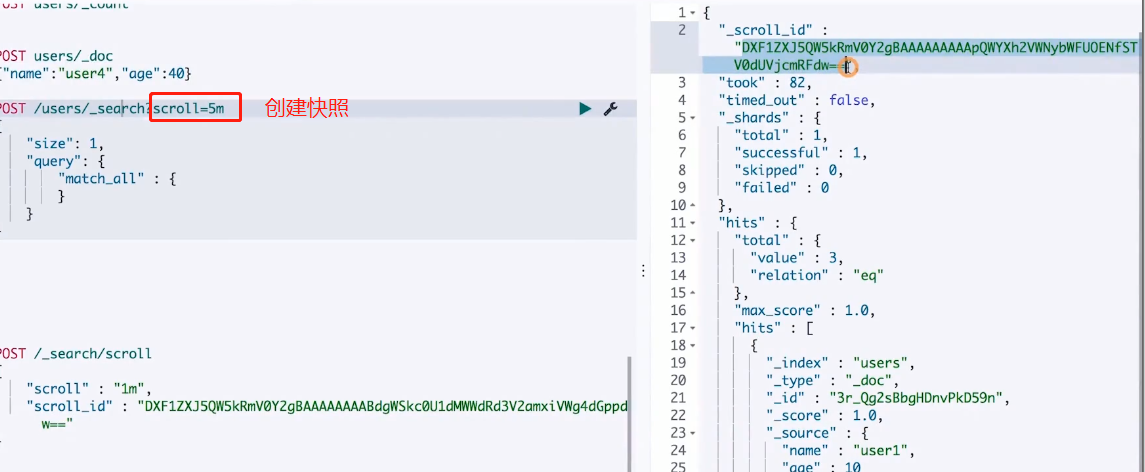 POST users/_count
POST users/_doc
{"name":"user4","age":40}
POST /users/_search?scroll=5m
创建快照
{
"size": 1,
"query": {
"match_all" : {
}
}
}
POST /_search/scroll
{
"scroll" : "1m",
"scroll_id" : "DXF1ZXJ5QW5kRmV0Y2gBAAAAAAAABdgWSkc0U1dMWWdRd3V2amxiVWg4dGppd
w=="
}
1 {
2 "_scroll_id" :
"DXF1ZXJ5QW5kRmV0Y2gBAAAAAAAAApQWYXh2VWNybWFUOENfST
V0dUVjcmRFdw=="
3 "took" : 82,
4 "timed_out" : false,
5 "_shards" : {
6 "total" : 1,
7 "successful" : 1,
8 "skipped" : 0,
9 "failed" : 0
10 },
11 "hits" : {
12 "total" : {
13 "value" : 3,
14 "relation" : "eq"
15 },
16 "max_score" : 1.0,
17 "hits" : [
18 {
19 "_index" : "users",
20 "_type" : "_doc",
21 "_id" : "3r_Qg2sBbgHDnvPkD59n",
22 "_score" : 1.0,
23 "_source" : {
24 "name" : "user1",
25 "age" : 10